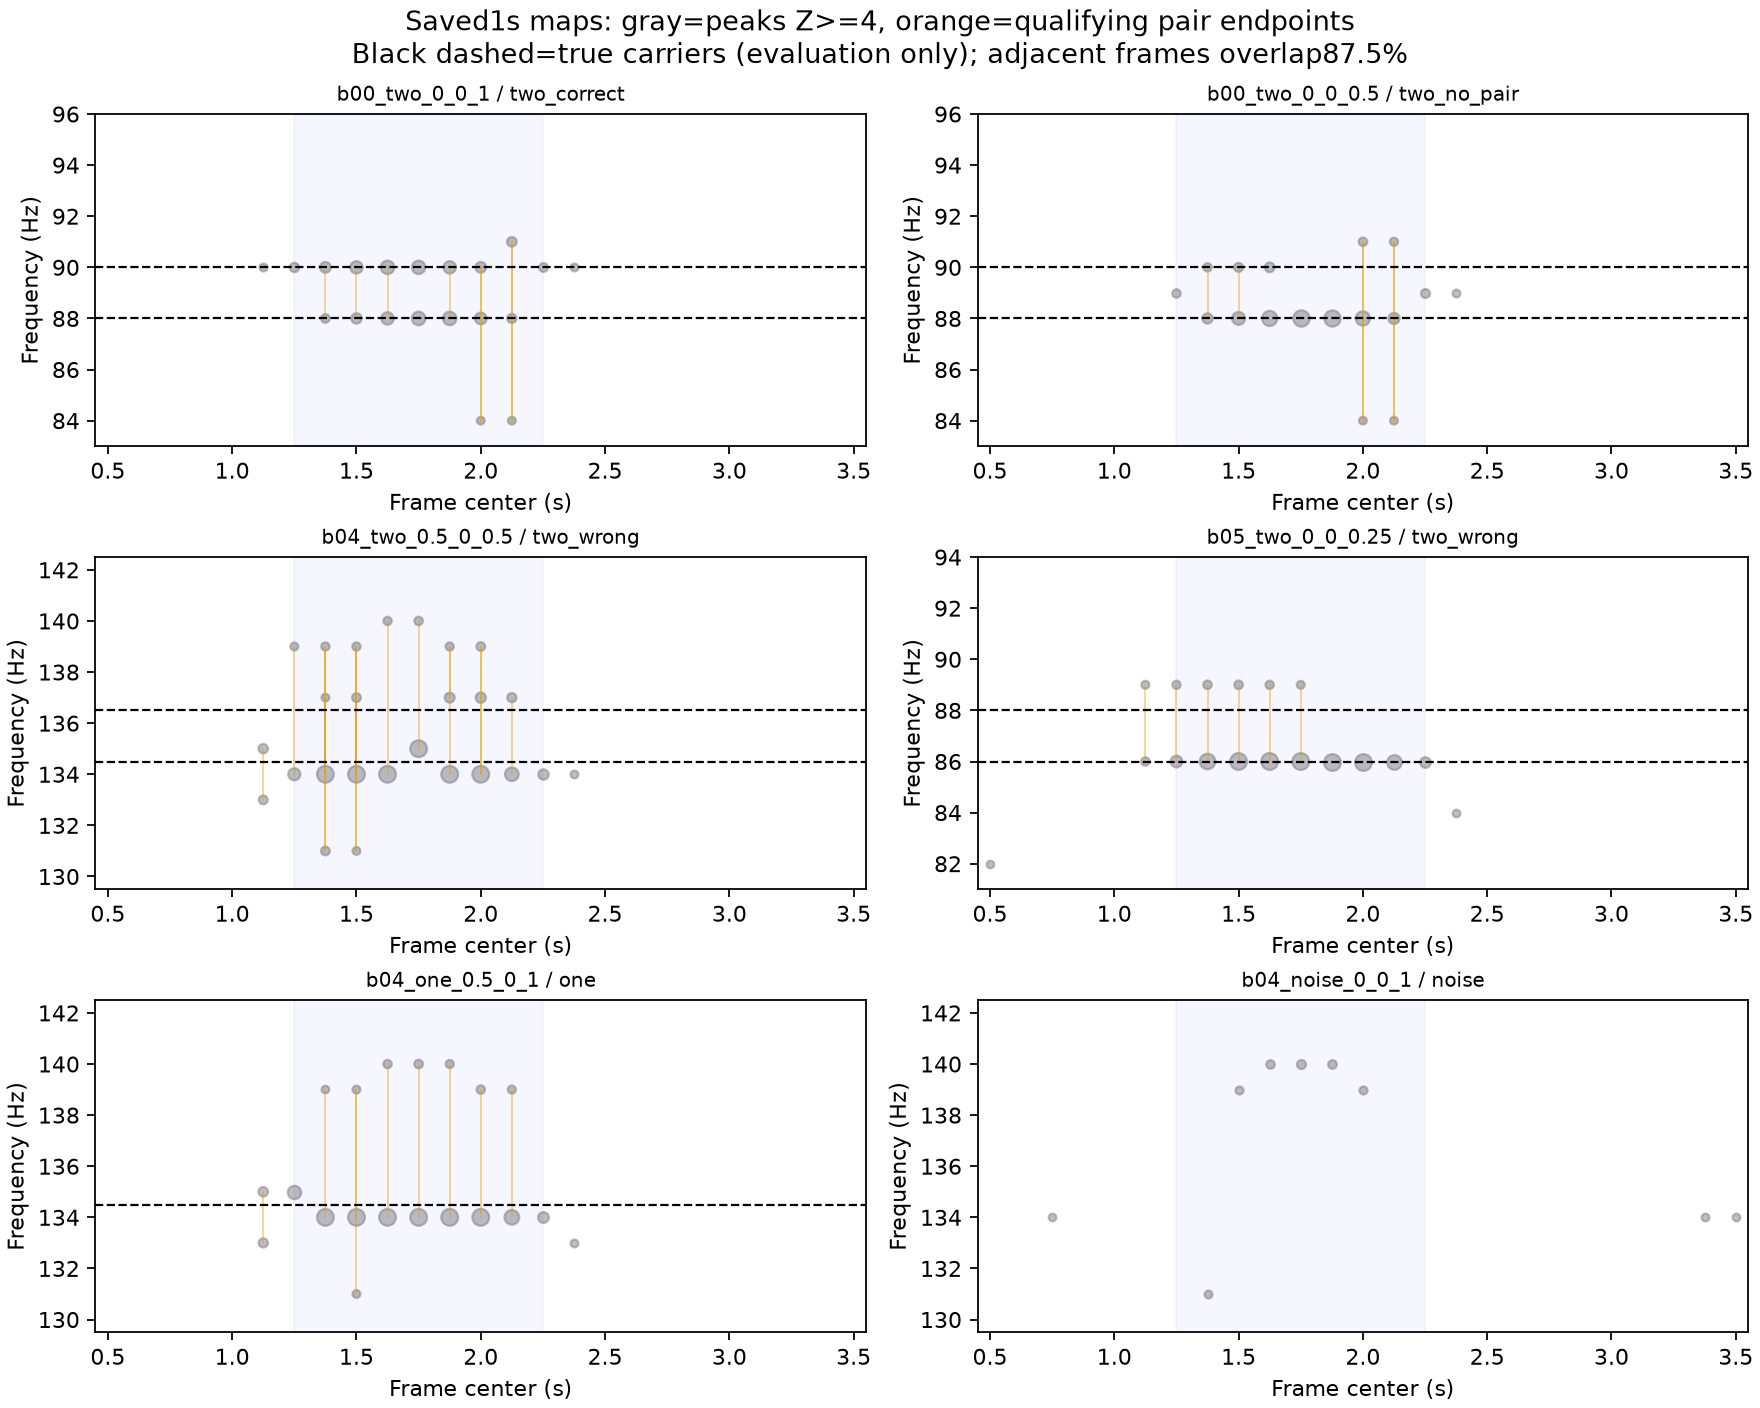 Saved1s maps: gray=peaks Z>=4, orange=qualifying pair endpoints
Black dashed=true carriers (evaluation only); adjacent frames overlap87.5%
b00_two_0_0_1 / two_correct
96
94
92
90
88
86
84
Frequency (Hz)
0.5 1.0 1.5 2.0 2.5 3.0 3.5
Frame center (s)
b00_two_0_0_0.5 / two_no_pair
96
94
92
90
88
86
84
Frequency (Hz)
0.5 1.0 1.5 2.0 2.5 3.0 3.5
Frame center (s)
b04_two_0.5_0_0.5 / two_wrong
142
140
138
136
134
132
130
Frequency (Hz)
0.5 1.0 1.5 2.0 2.5 3.0 3.5
Frame center (s)
b05_two_0_0_0.25 / two_wrong
94
92
90
88
86
84
82
Frequency (Hz)
0.5 1.0 1.5 2.0 2.5 3.0 3.5
Frame center (s)
b04_one_0.5_0_1 / one
142
140
138
136
134
132
130
Frequency (Hz)
0.5 1.0 1.5 2.0 2.5 3.0 3.5
Frame center (s)
b04_noise_0_0_1 / noise
142
140
138
136
134
132
130
Frequency (Hz)
0.5 1.0 1.5 2.0 2.5 3.0 3.5
Frame center (s)